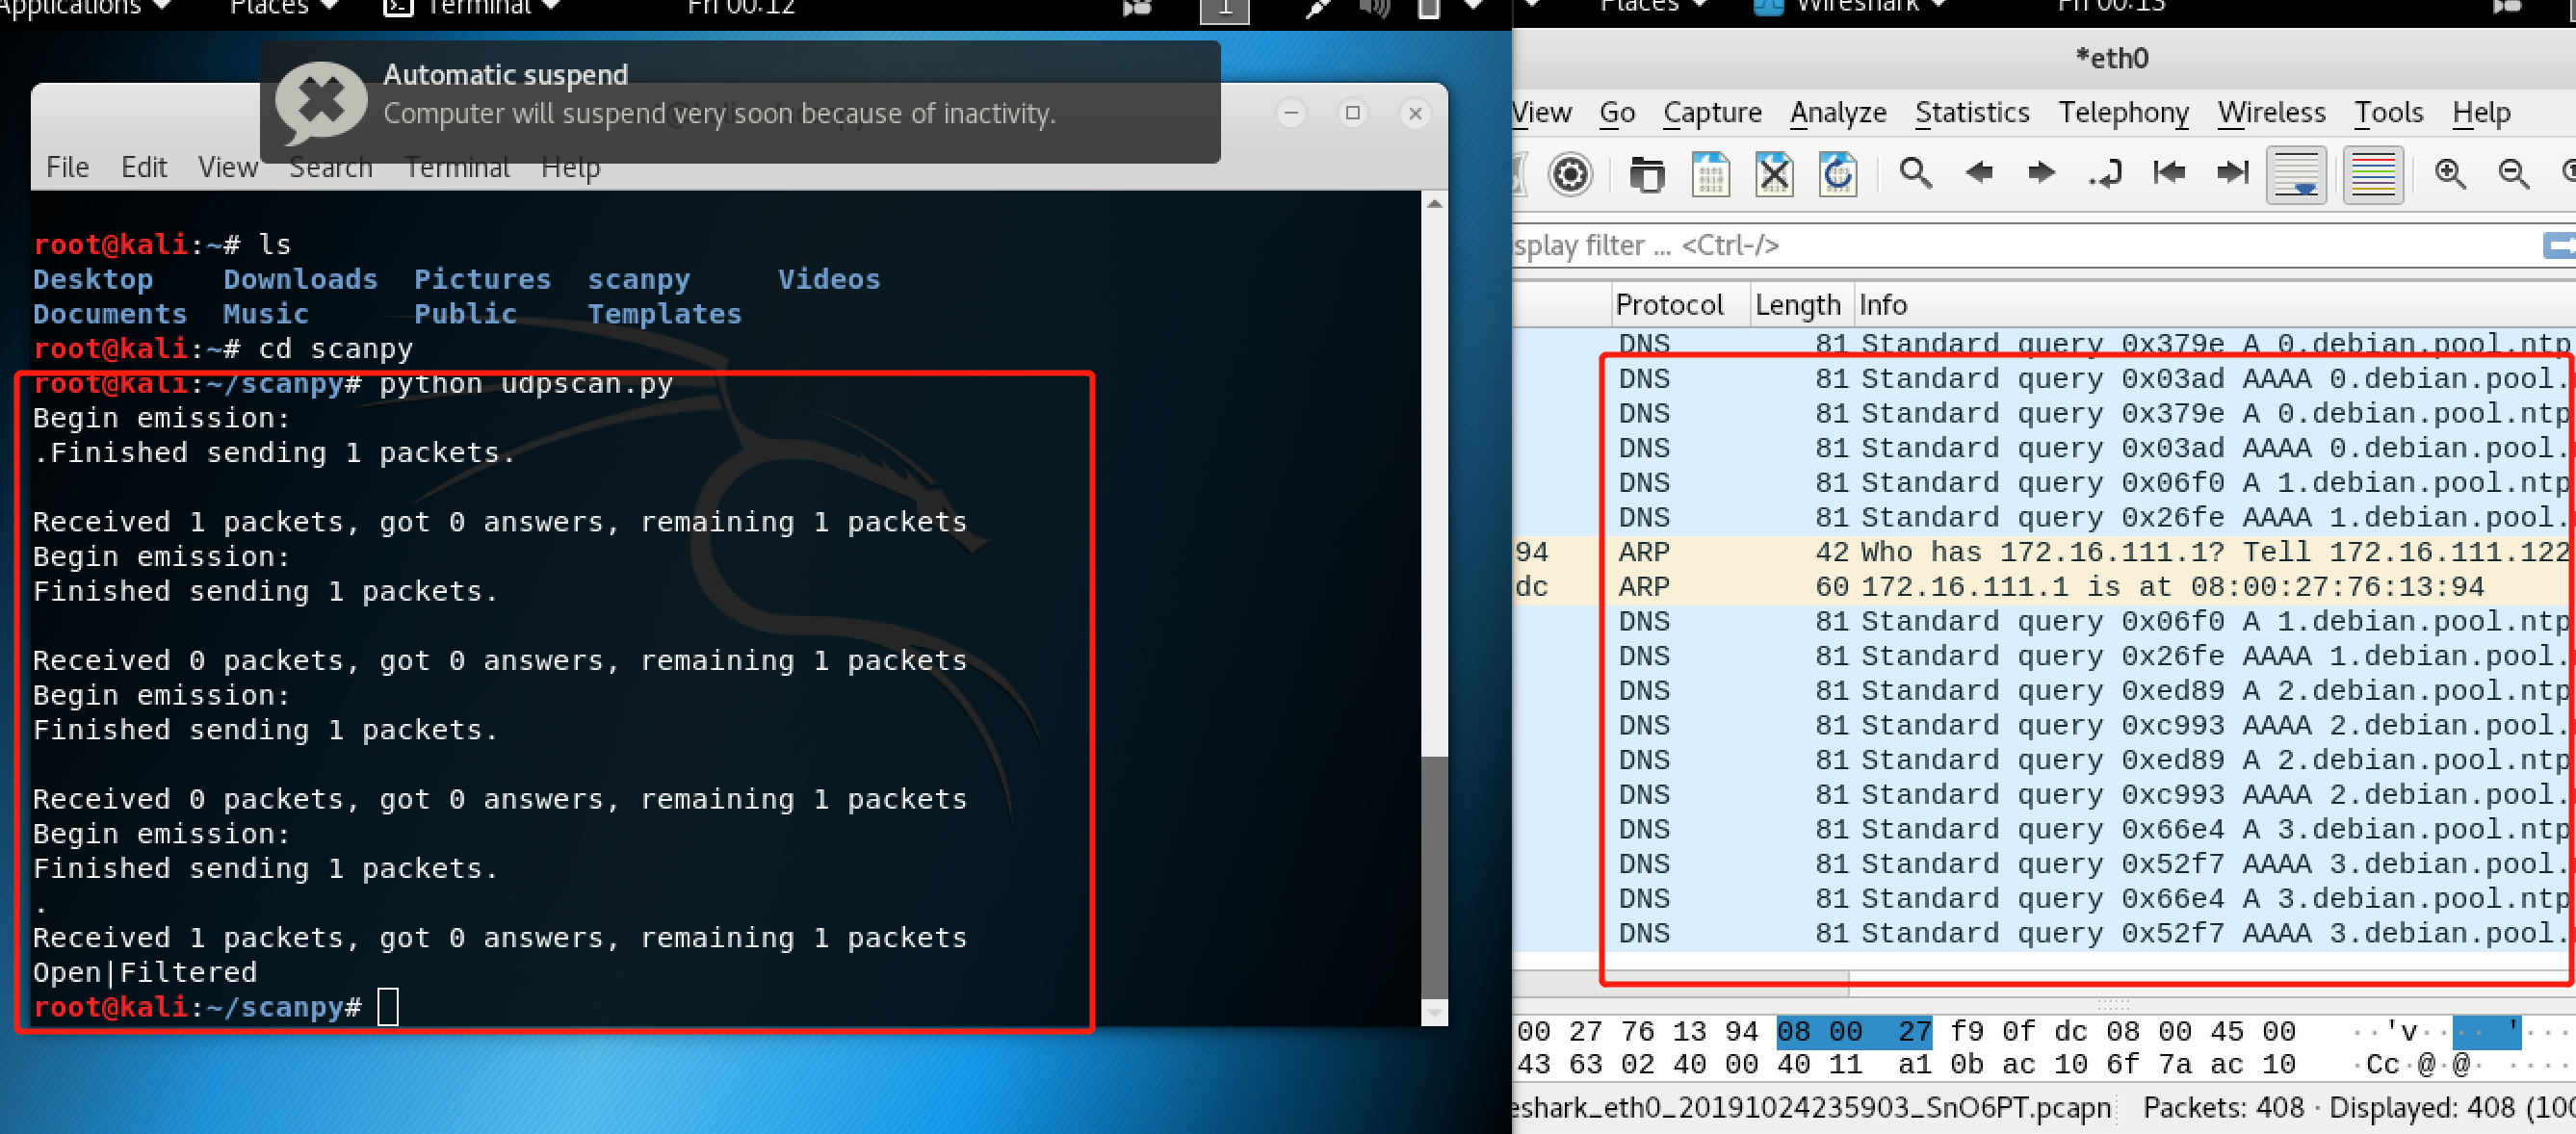 Applications Places Terminal Fri 00:12 1
Automatic suspend
Computer will suspend very soon because of inactivity.
File Edit View Search Terminal Help
root@kali:~# ls
Desktop Downloads Pictures scanpy Videos
Documents Music Public Templates
root@kali:~# cd scanpy
root@kali:~/scanpy# python udpscan.py
Begin emission:
.Finished sending 1 packets.
Received 1 packets, got 0 answers, remaining 1 packets
Begin emission:
Finished sending 1 packets.
Received 0 packets, got 0 answers, remaining 1 packets
Begin emission:
Finished sending 1 packets.
Received 0 packets, got 0 answers, remaining 1 packets
Begin emission:
Finished sending 1 packets.
.
Received 1 packets, got 0 answers, remaining 1 packets
Open|Filtered
root@kali:~/scanpy#
Places Wireshark Fri 00:13
*eth0
View Go Capture Analyze Statistics Telephony Wireless Tools Help
splay filter ... <Ctrl-/>
Protocol Length Info
DNS 81 Standard query 0x379e A 0.debian.pool.ntp
DNS 81 Standard query 0x03ad AAAA 0.debian.pool.
DNS 81 Standard query 0x379e A 0.debian.pool.ntp
DNS 81 Standard query 0x03ad AAAA 0.debian.pool.
DNS 81 Standard query 0x06f0 A 1.debian.pool.ntp
DNS 81 Standard query 0x26fe AAAA 1.debian.pool.
94 ARP 42 Who has 172.16.111.1? Tell 172.16.111.122
dc ARP 60 172.16.111.1 is at 08:00:27:76:13:94
DNS 81 Standard query 0x06f0 A 1.debian.pool.ntp
DNS 81 Standard query 0x26fe AAAA 1.debian.pool.
DNS 81 Standard query 0xed89 A 2.debian.pool.ntp
DNS 81 Standard query 0xc993 AAAA 2.debian.pool.
DNS 81 Standard query 0xed89 A 2.debian.pool.ntp
DNS 81 Standard query 0xc993 AAAA 2.debian.pool.
DNS 81 Standard query 0x66e4 A 3.debian.pool.ntp
DNS 81 Standard query 0x52f7 AAAA 3.debian.pool.
DNS 81 Standard query 0x66e4 A 3.debian.pool.ntp
DNS 81 Standard query 0x52f7 AAAA 3.debian.pool.
00 27 76 13 94 08 00 27 f9 0f dc 08 00 45 00 ··'v···· '···
43 63 02 40 00 40 11 a1 0b ac 10 6f 7a ac 10 ·Cc·@·@· ····
eshark_eth0_20191024235903_SnO6PT.pcapn Packets: 408 · Displayed: 408 (100